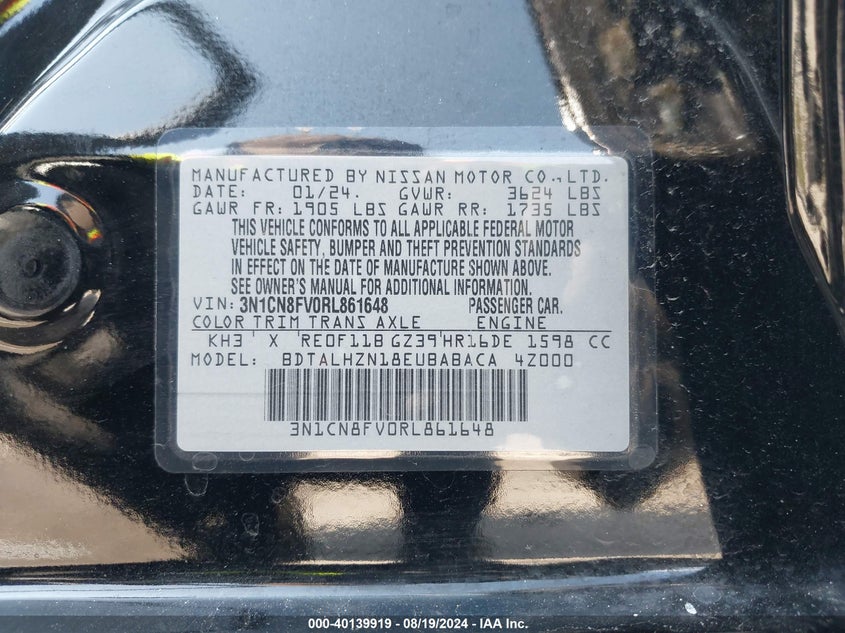 MANUFACTURED BY NISSAN MOTOR CO.,LTD.
DATE: 01/24. GVWR: 3624 LBS
GAWR FR: 1905 LBS GAWR RR: 1735 LBS
THIS VEHICLE CONFORMS TO ALL APPLICABLE FEDERAL MOTOR
VEHICLE SAFETY, BUMPER AND THEFT PREVENTION STANDARDS
IN EFFECT ON THE DATE OF MANUFACTURE SHOWN ABOVE.
SEE OWNER'S MANUAL FOR ADDITIONAL INFORMATION.
VIN: 3N1CN8FV0RL861648 PASSENGER CAR.
COLOR TRIM TRANS AXLE ENGINE
KH3 X RE0F11B GZ39 HR16DE 1598 CC
MODEL: BDTALHZN18EUBABACA 4Z000
3N1CN8FV0RL861648
000-40139919 - 08/19/2024 - IAA Inc.